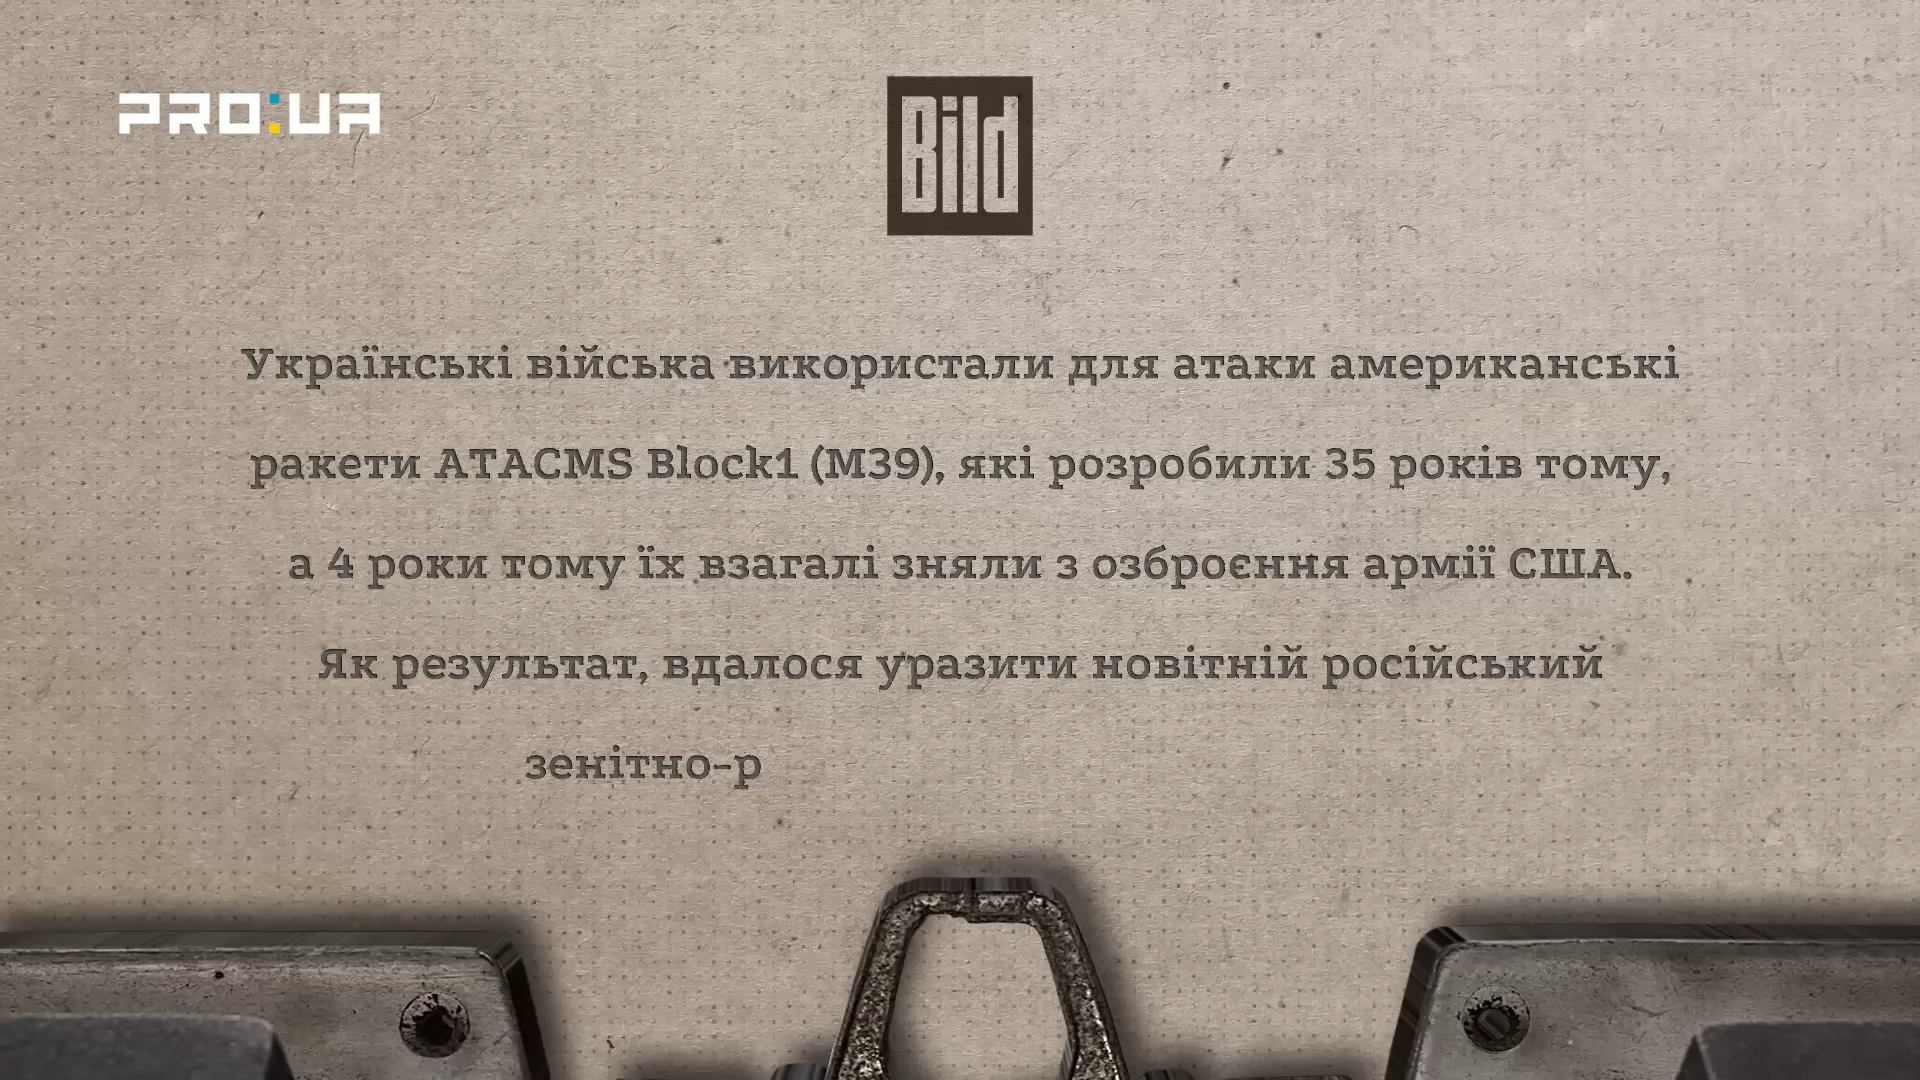 PRO:UA
Bild
Українські війська використали для атаки американські
ракети ATACMS Block1 (M39), які розробили 35 років тому,
а 4 роки тому їх взагалі зняли з озброєння армії США.
Як результат, вдалося уразити новітній російський
зенітно-р